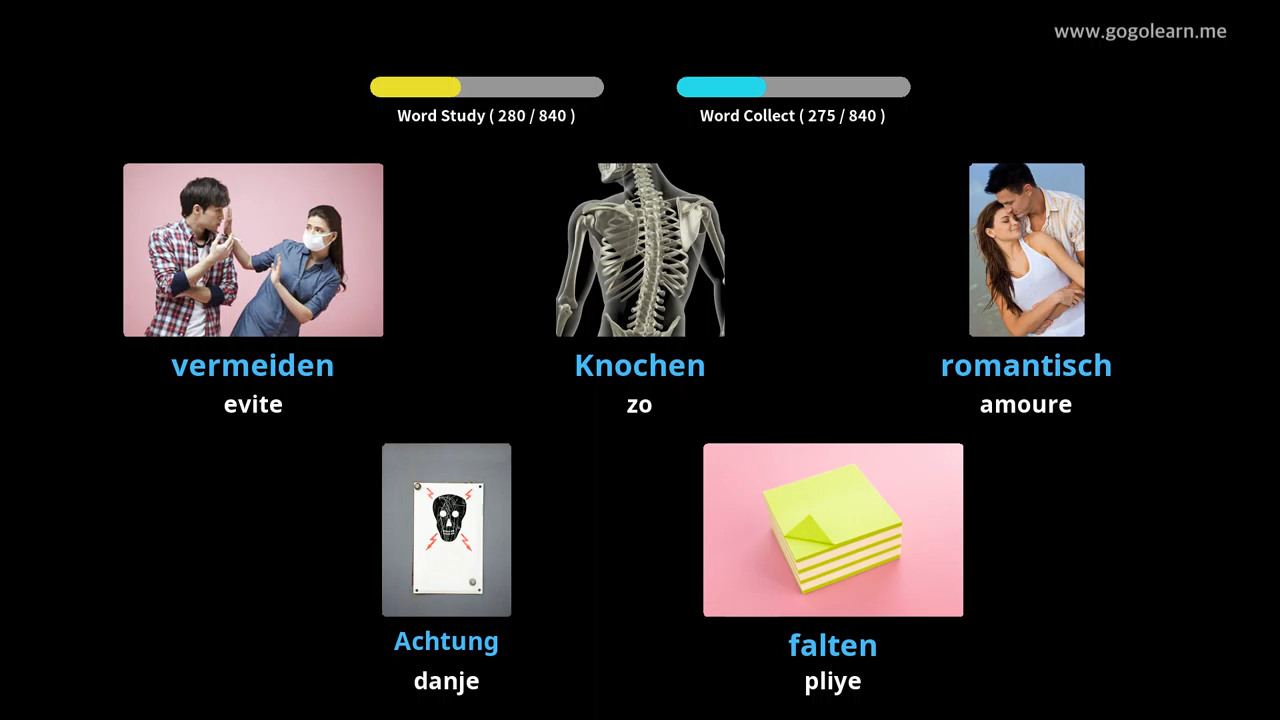 www.gogolearn.me
Word Study ( 280 / 840 )
Word Collect ( 275 / 840 )
vermeiden
evite
Knochen
zo
romantisch
amoure
Achtung
danje
falten
pliye